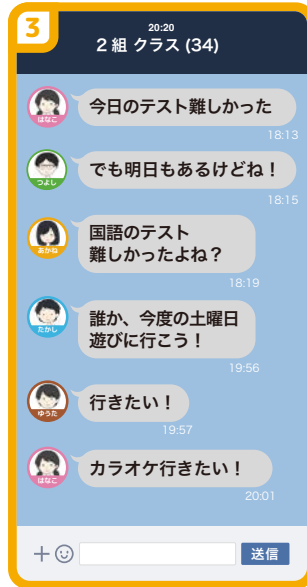 3
20:20
2組 クラス (34)
今日のテスト難しかった
はなこ
18:13
でも明日もあるけどね！
つよし
18:15
国語のテスト
難しかったよね？
あかね
18:19
誰か、今度の土曜日
遊びに行こう！
たかし
19:56
行きたい！
ゆうた
19:57
カラオケ行きたい！
はなこ
20:01
送信